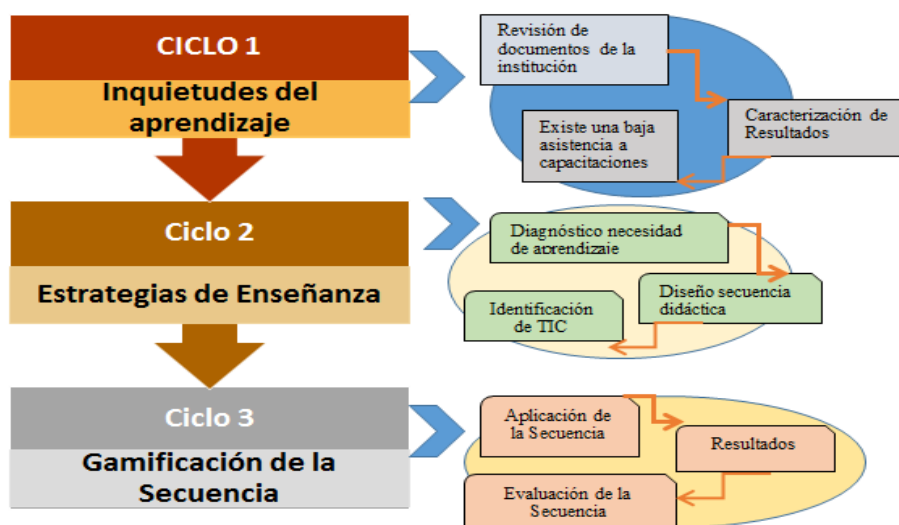 CICLO 1
Inquietudes del
aprendizaje
Revisión de
documentos de la
institución
Caracterización de
Resultados
Existe una baja
asistencia a
capacitaciones
Ciclo 2
Estrategias de Enseñanza
Diagnóstico necesidad
de aprendizaje
Diseño secuencia
didáctica
Identificación
de TIC
Ciclo 3
Gamificación de la
Secuencia
Aplicación de
la Secuencia
Resultados
Evaluación de la
Secuencia